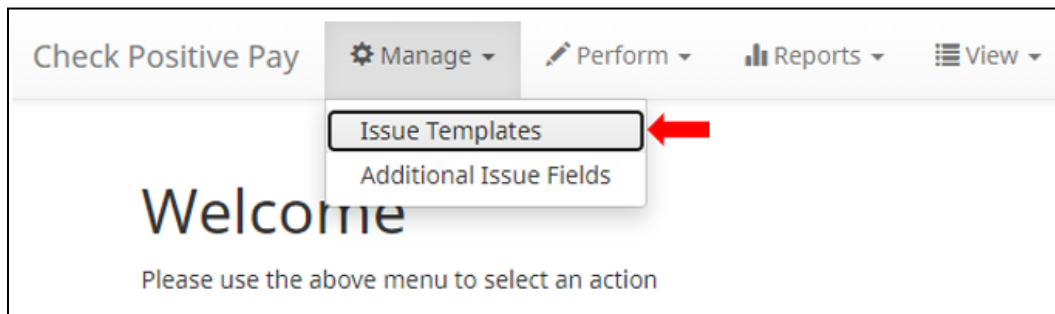 Check Positive Pay Manage Perform Reports View
Issue Templates
Additional Issue Fields
Welcome
Please use the above menu to select an action